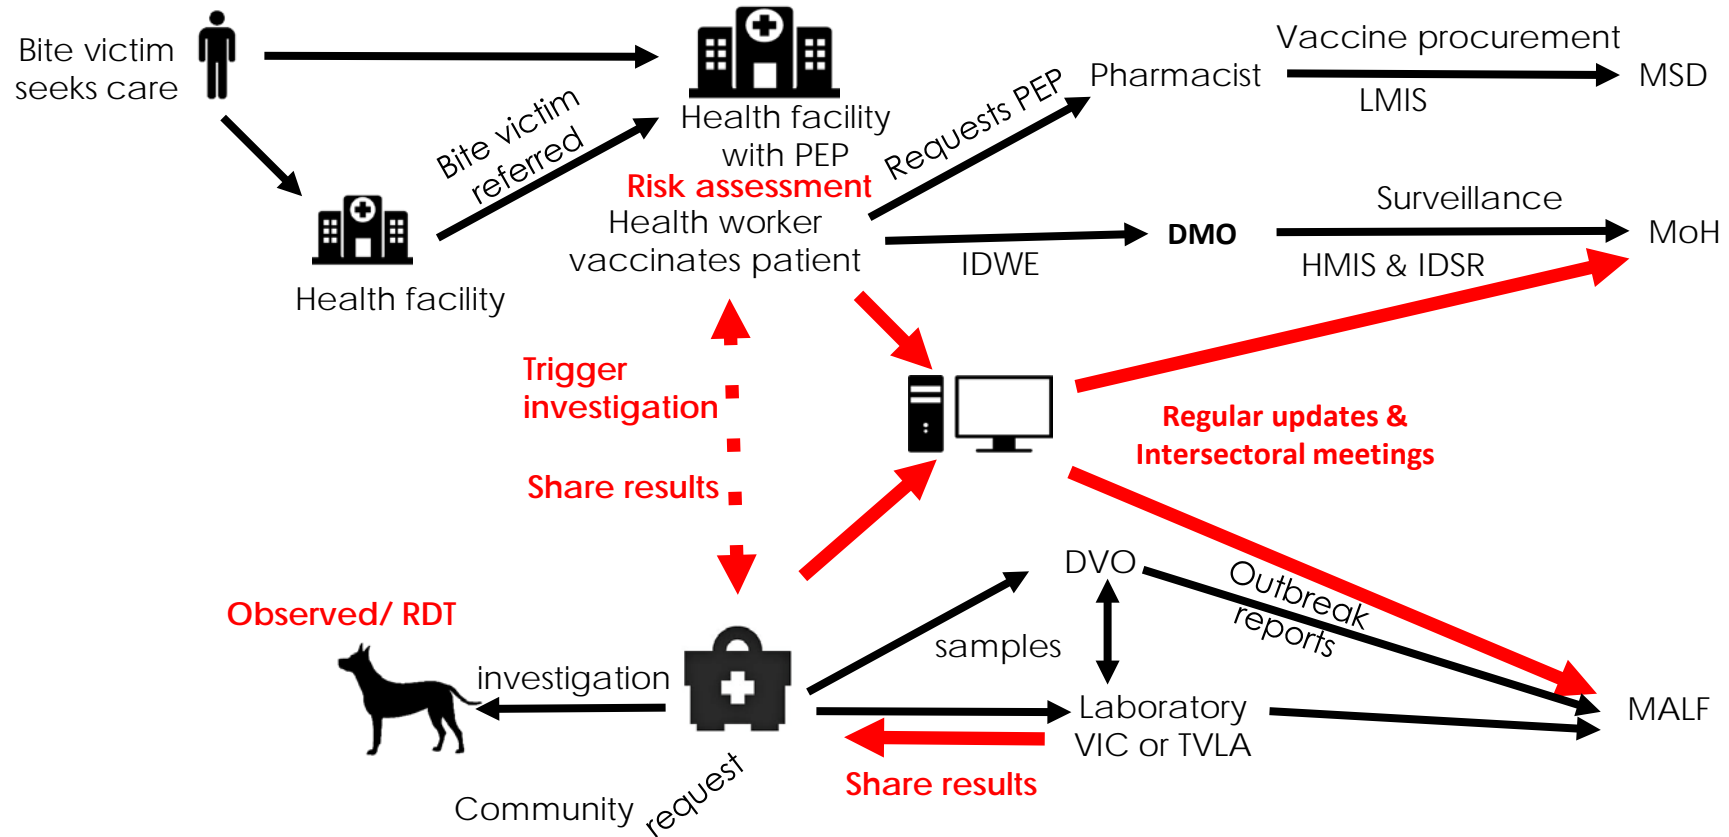 Bite victim
seeks care
Bite victim
referred
Health facility
Health facility
with PEP
Risk assessment
Health worker
vaccinates patient
Requests PEP
Pharmacist
Vaccine procurement
LMIS
MSD
IDWE
DMO
Surveillance
HMIS & IDSR
MoH
Trigger
investigation
Share results
Regular updates &
Intersectoral meetings
Observed/ RDT
investigation
samples
DVO
Outbreak
reports
Laboratory
VIC or TVLA
MALF
Share results
Community
request